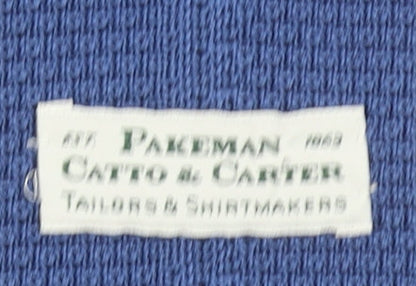 EST. PAKEMAN 1863
CATTO & CARTER
TAILORS & SHIRTMAKERS